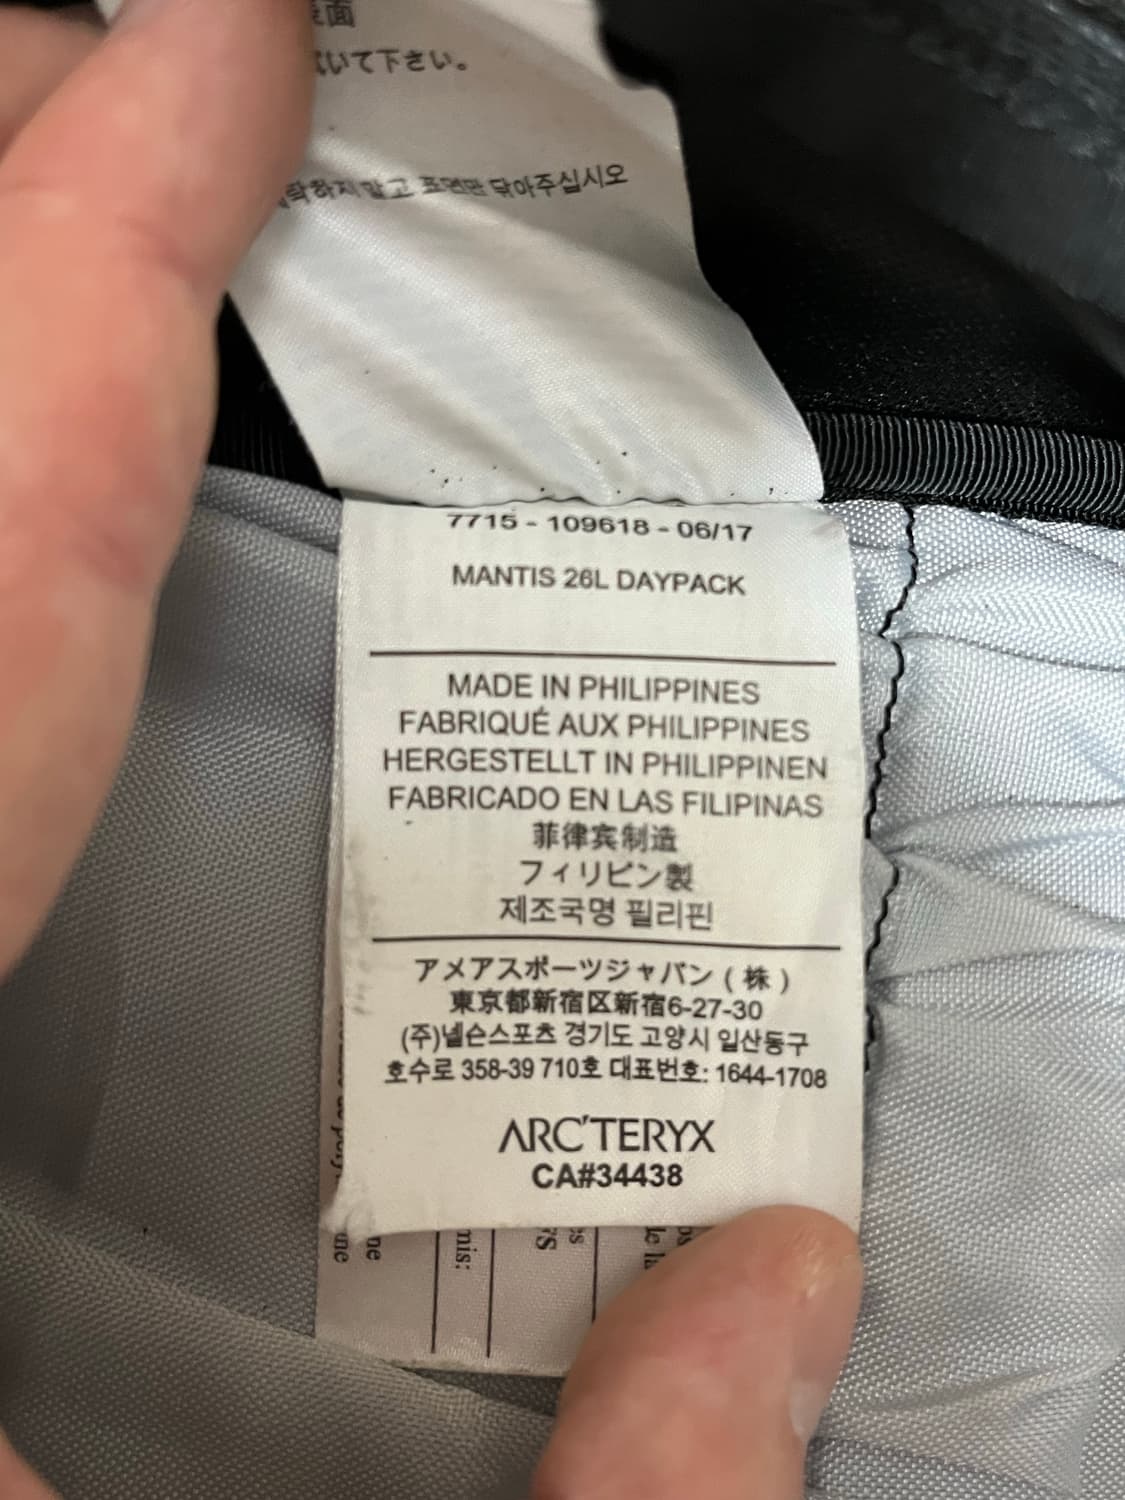 面
いて下さい。
탁하지 말고 표면만 닦아주십시오
7715 - 109618 - 06/17
MANTIS 26L DAYPACK
MADE IN PHILIPPINES
FABRIQUÉ AUX PHILIPPINES
HERGESTELLT IN PHILIPPINEN
FABRICADO EN LAS FILIPINAS
菲律宾制造
フィリピン製
제조국명 필리핀
アメアスポーツジャパン ( 株 )
東京都新宿区新宿6-27-30
(주)넬슨스포츠 경기도 고양시 일산동구
호수로 358-39 710호 대표번호: 1644-1708
ARC'TERYX
CA#34438